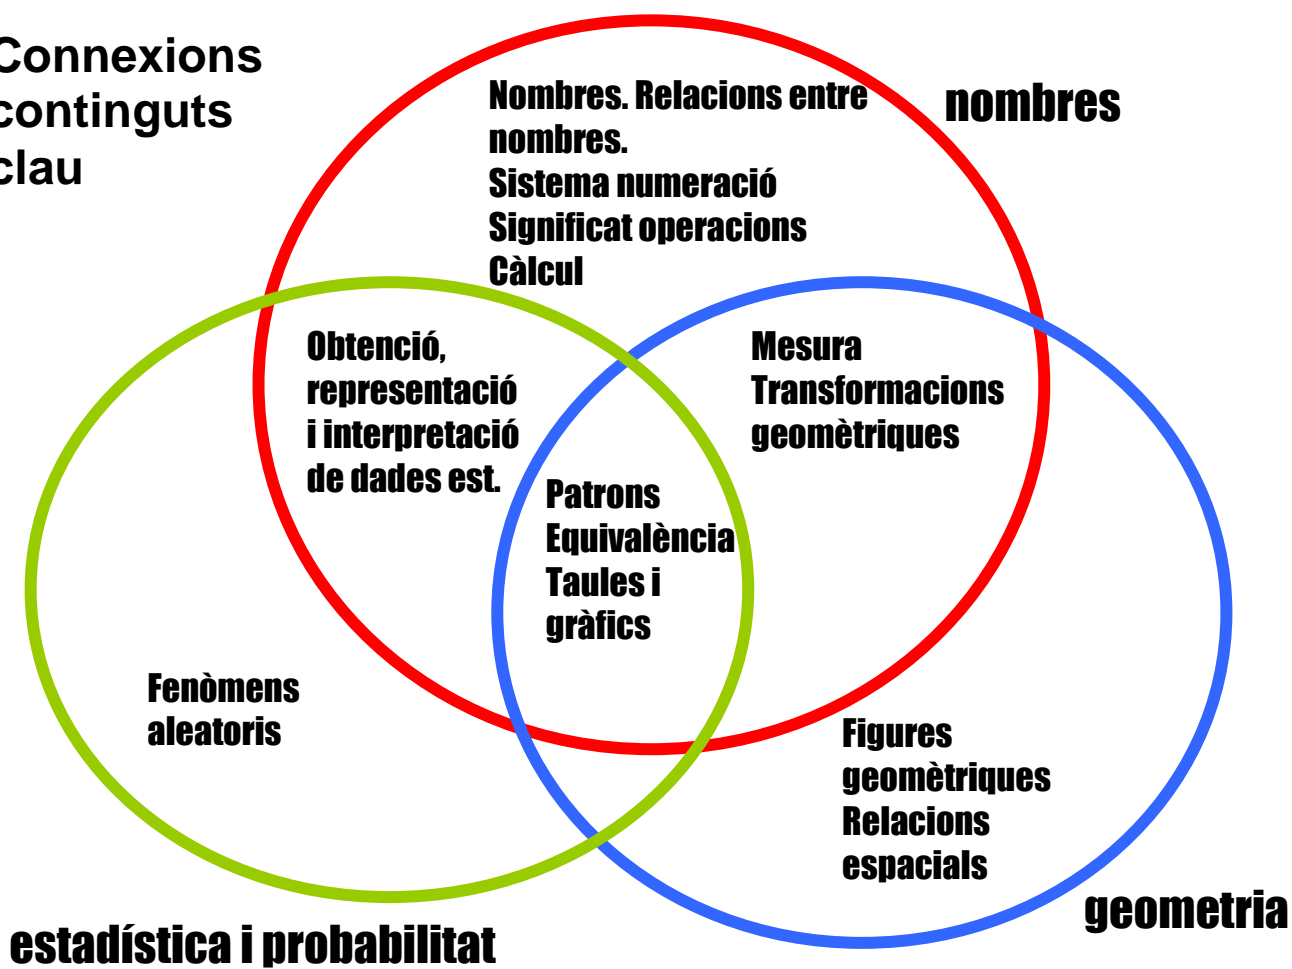 Connexions
continguts
clau
Nombres. Relacions entre
nombres.
Sistema numeració
Significat operacions
Càlcul
nombres
Obtenció,
representació
i interpretació
de dades est.
Mesura
Transformacions
geomètriques
Patrons
Equivalència
Taules i
gràfics
Fenòmens
aleatoris
Figures
geomètriques
Relacions
espacials
geometria
estadística i probabilitat